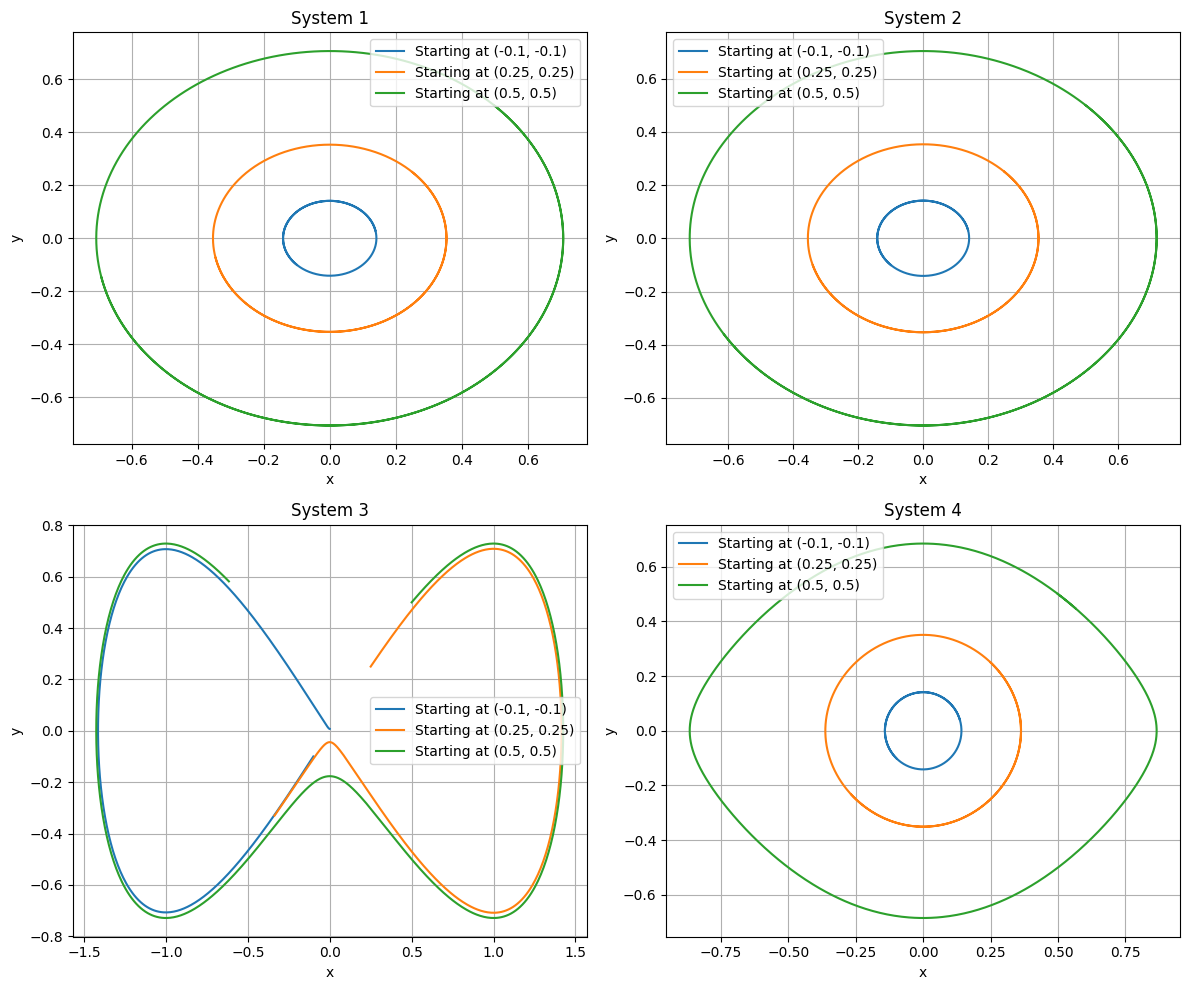 System 1
Starting at (-0.1, -0.1)
Starting at (0.25, 0.25)
Starting at (0.5, 0.5)
0.6
0.4
0.2
0.0
−0.2
−0.4
−0.6
y
−0.6 −0.4 −0.2 0.0 0.2 0.4 0.6
x
System 2
Starting at (-0.1, -0.1)
Starting at (0.25, 0.25)
Starting at (0.5, 0.5)
0.6
0.4
0.2
0.0
−0.2
−0.4
−0.6
y
−0.6 −0.4 −0.2 0.0 0.2 0.4 0.6
x
System 3
Starting at (-0.1, -0.1)
Starting at (0.25, 0.25)
Starting at (0.5, 0.5)
0.8
0.6
0.4
0.2
0.0
−0.2
−0.4
−0.6
−0.8
y
−1.5 −1.0 −0.5 0.0 0.5 1.0 1.5
x
System 4
Starting at (-0.1, -0.1)
Starting at (0.25, 0.25)
Starting at (0.5, 0.5)
0.6
0.4
0.2
0.0
−0.2
−0.4
−0.6
y
−0.75 −0.50 −0.25 0.00 0.25 0.50 0.75
x